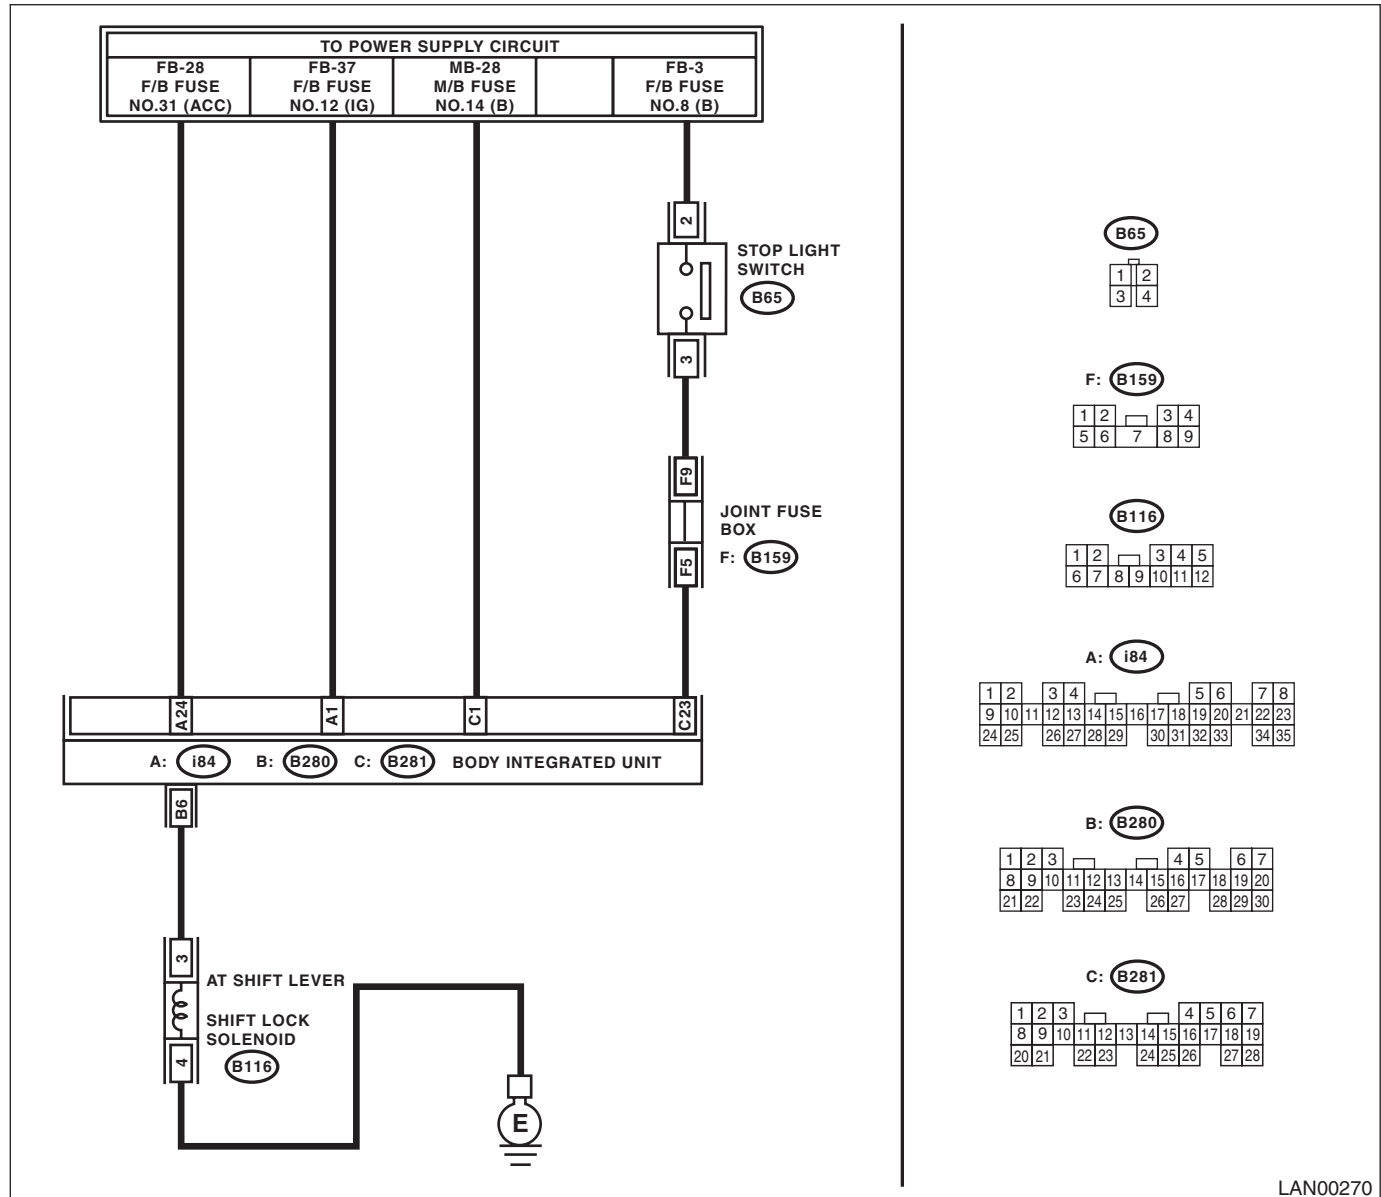 TO POWER SUPPLY CIRCUIT
FB-28
F/B FUSE
NO.31 (ACC)
FB-37
F/B FUSE
NO.12 (IG)
MB-28
M/B FUSE
NO.14 (B)
FB-3
F/B FUSE
NO.8 (B)
2
STOP LIGHT
SWITCH
B65
3
F9
JOINT FUSE
BOX
F: B159
F5
A24
A1
C1
C23
A: i84 B: B280 C: B281 BODY INTEGRATED UNIT
B6
3
AT SHIFT LEVER
SHIFT LOCK
SOLENOID
B116
4
E
B65
1 2
3 4
F: B159
1 2 3 4
5 6 7 8 9
B116
1 2 3 4 5
6 7 8 9 10 11 12
A: i84
1 2 3 4 5 6 7 8
9 10 11 12 13 14 15 16 17 18 19 20 21 22 23
24 25 26 27 28 29 30 31 32 33 34 35
B: B280
1 2 3 4 5 6 7
8 9 10 11 12 13 14 15 16 17 18 19 20
21 22 23 24 25 26 27 28 29 30
C: B281
1 2 3 4 5 6 7
8 9 10 11 12 13 14 15 16 17 18 19
20 21 22 23 24 25 26 27 28
LAN00270